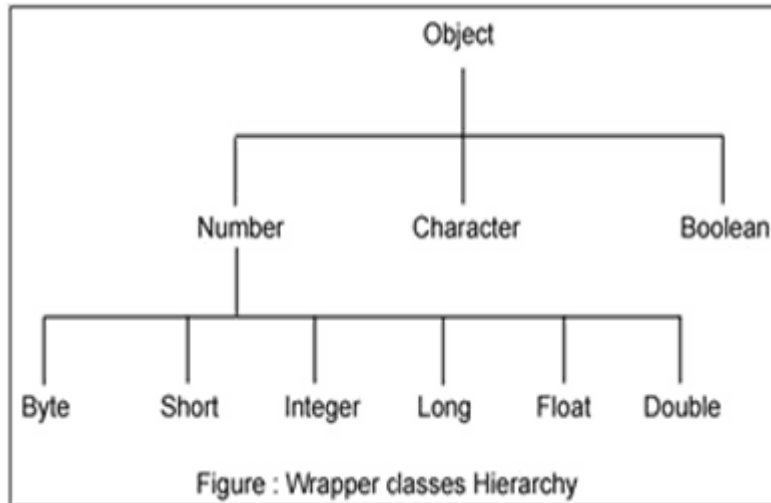 Object
Number Character Boolean
Byte Short Integer Long Float Double
Figure : Wrapper classes Hierarchy